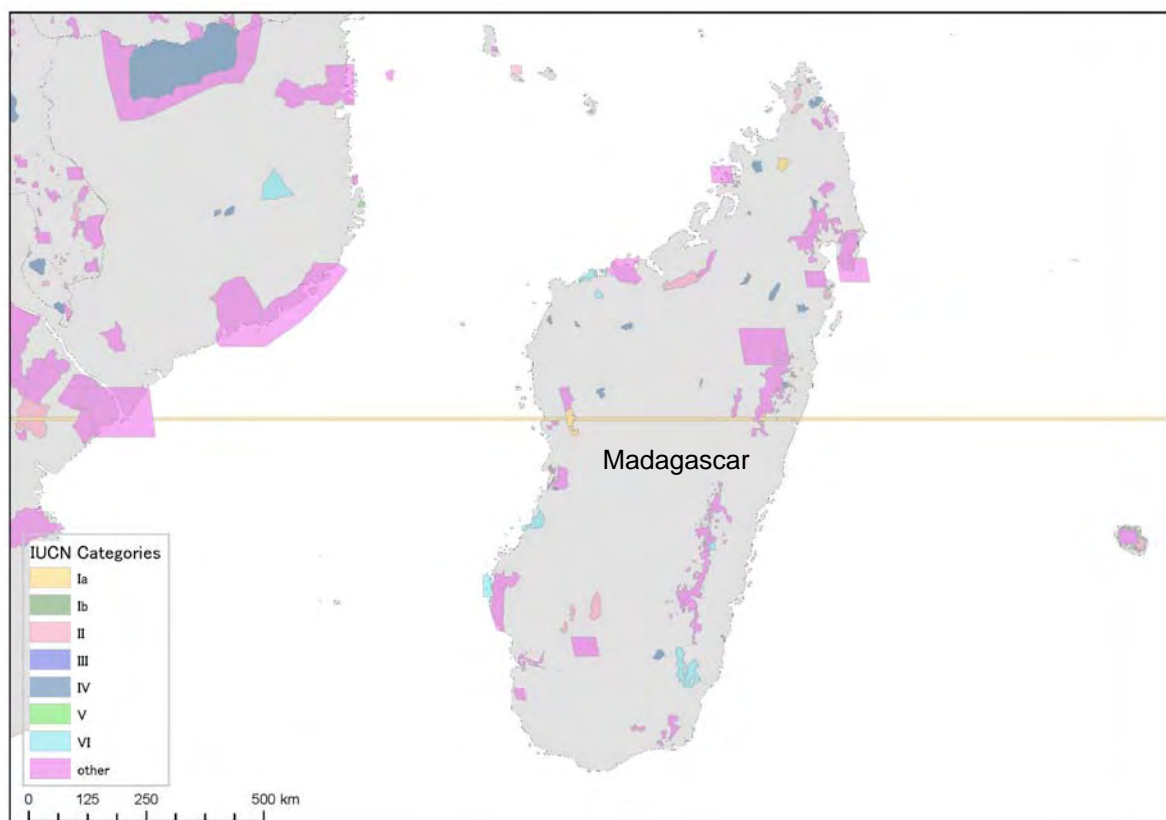 Madagascar
IUCN Categories
Ia
Ib
II
III
IV
V
VI
other
0 125 250 500 km